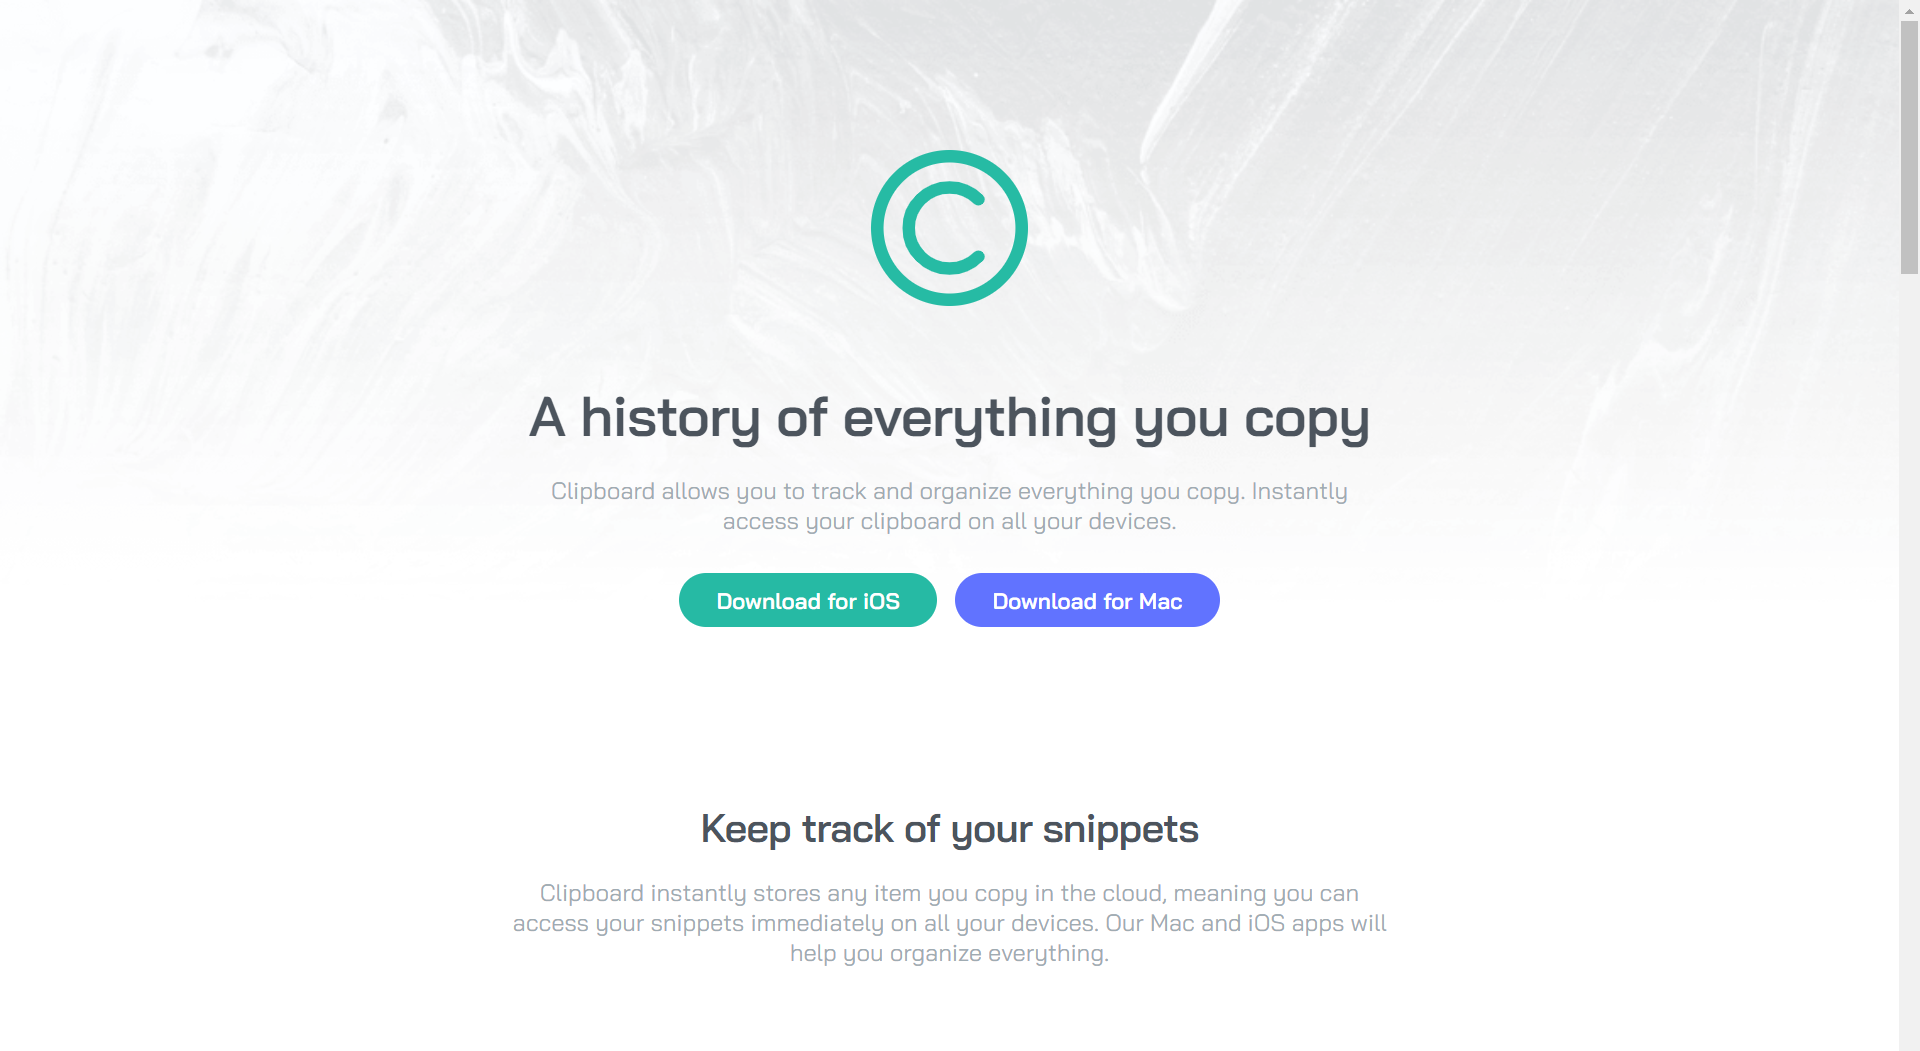 A history of everything you copy
Clipboard allows you to track and organize everything you copy. Instantly
access your clipboard on all your devices.
Download for iOS
Download for Mac
Keep track of your snippets
Clipboard instantly stores any item you copy in the cloud, meaning you can
access your snippets immediately on all your devices. Our Mac and iOS apps will
help you organize everything.